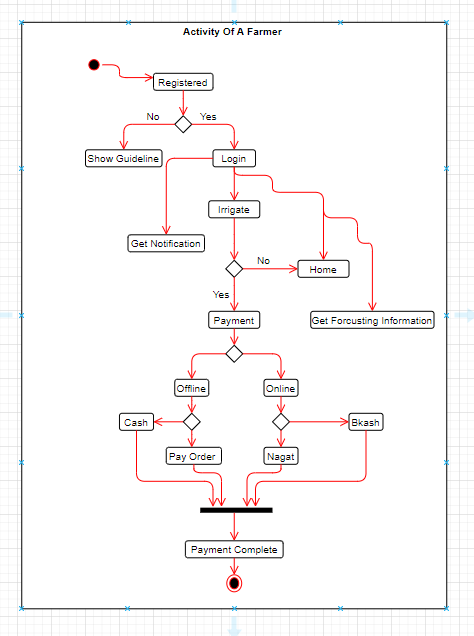 Activity Of A Farmer
Registered
No
Yes
Show Guideline
Login
Irrigate
Get Notification
No
Home
Yes
Payment
Get Forcusting Information
Offline
Online
Cash
Bkash
Pay Order
Nagat
Payment Complete